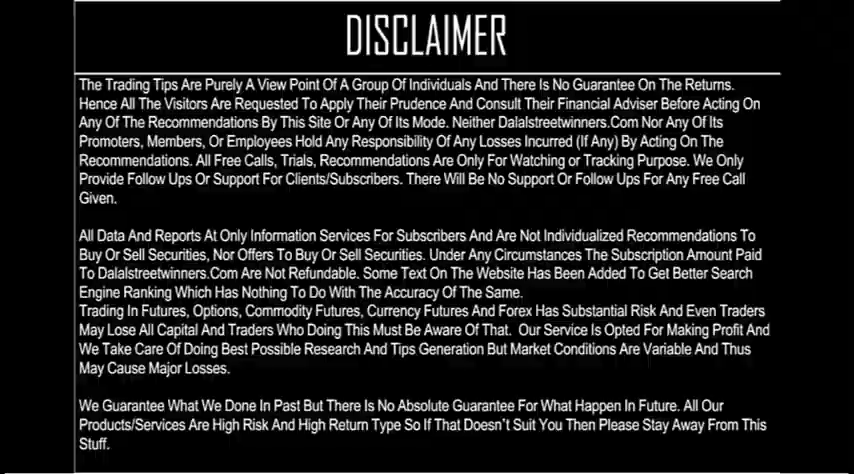 DISCLAIMER
The Trading Tips Are Purely A View Point Of A Group Of Individuals And There Is No Guarantee On The Returns.
Hence All The Visitors Are Requested To Apply Their Prudence And Consult Their Financial Adviser Before Acting On
Any Of The Recommendations By This Site Or Any Of Its Mode. Neither Dalalstreetwinners.Com Nor Any Of Its
Promoters, Members, Or Employees Hold Any Responsibility Of Any Losses Incurred (If Any) By Acting On The
Recommendations. All Free Calls, Trials, Recommendations Are Only For Watching or Tracking Purpose. We Only
Provide Follow Ups Or Support For Clients/Subscribers. There Will Be No Support Or Follow Ups For Any Free Call
Given.
All Data And Reports At Only Information Services For Subscribers And Are Not Individualized Recommendations To
Buy Or Sell Securities, Nor Offers To Buy Or Sell Securities. Under Any Circumstances The Subscription Amount Paid
To Dalalstreetwinners.Com Are Not Refundable. Some Text On The Website Has Been Added To Get Better Search
Engine Ranking Which Has Nothing To Do With The Accuracy Of The Same.
Trading In Futures, Options, Commodity Futures, Currency Futures And Forex Has Substantial Risk And Even Traders
May Lose All Capital And Traders Who Doing This Must Be Aware Of That.  Our Service Is Opted For Making Profit And
We Take Care Of Doing Best Possible Research And Tips Generation But Market Conditions Are Variable And Thus
May Cause Major Losses.
We Guarantee What We Done In Past But There Is No Absolute Guarantee For What Happen In Future. All Our
Products/Services Are High Risk And High Return Type So If That Doesn't Suit You Then Please Stay Away From This
Stuff.